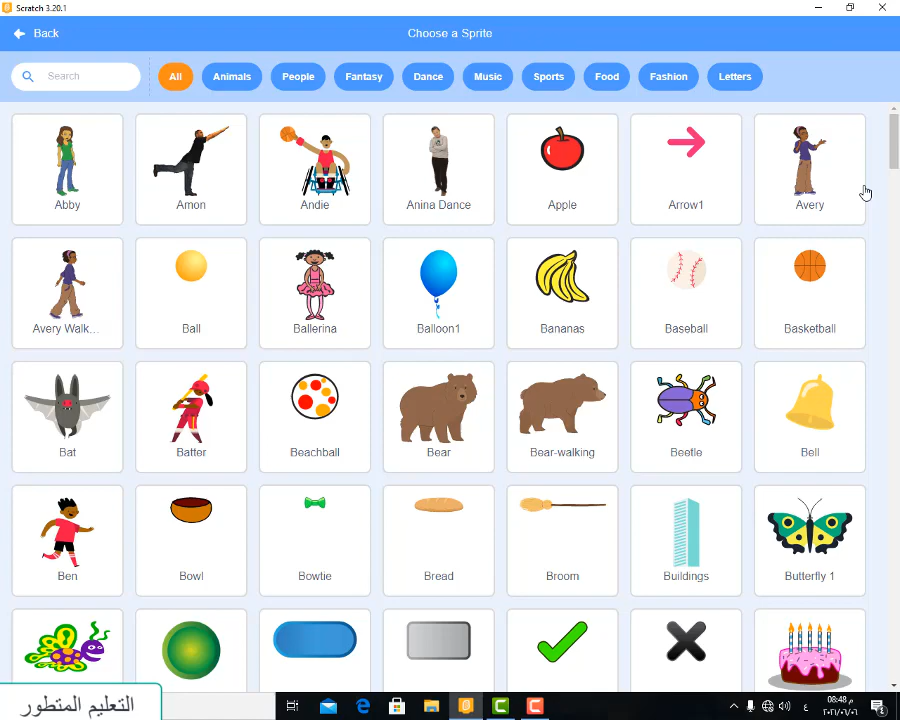 Scratch 3.20.1
Back
Choose a Sprite
Search
All
Animals
People
Fantasy
Dance
Music
Sports
Food
Fashion
Letters
Abby
Amon
Andie
Anina Dance
Apple
Arrow1
Avery
Avery Walk...
Ball
Ballerina
Balloon1
Bananas
Baseball
Basketball
Bat
Batter
Beachball
Bear
Bear-walking
Beetle
Bell
Ben
Bowl
Bowtie
Bread
Broom
Buildings
Butterfly 1
التعليم المتطور
ع
08:48 م